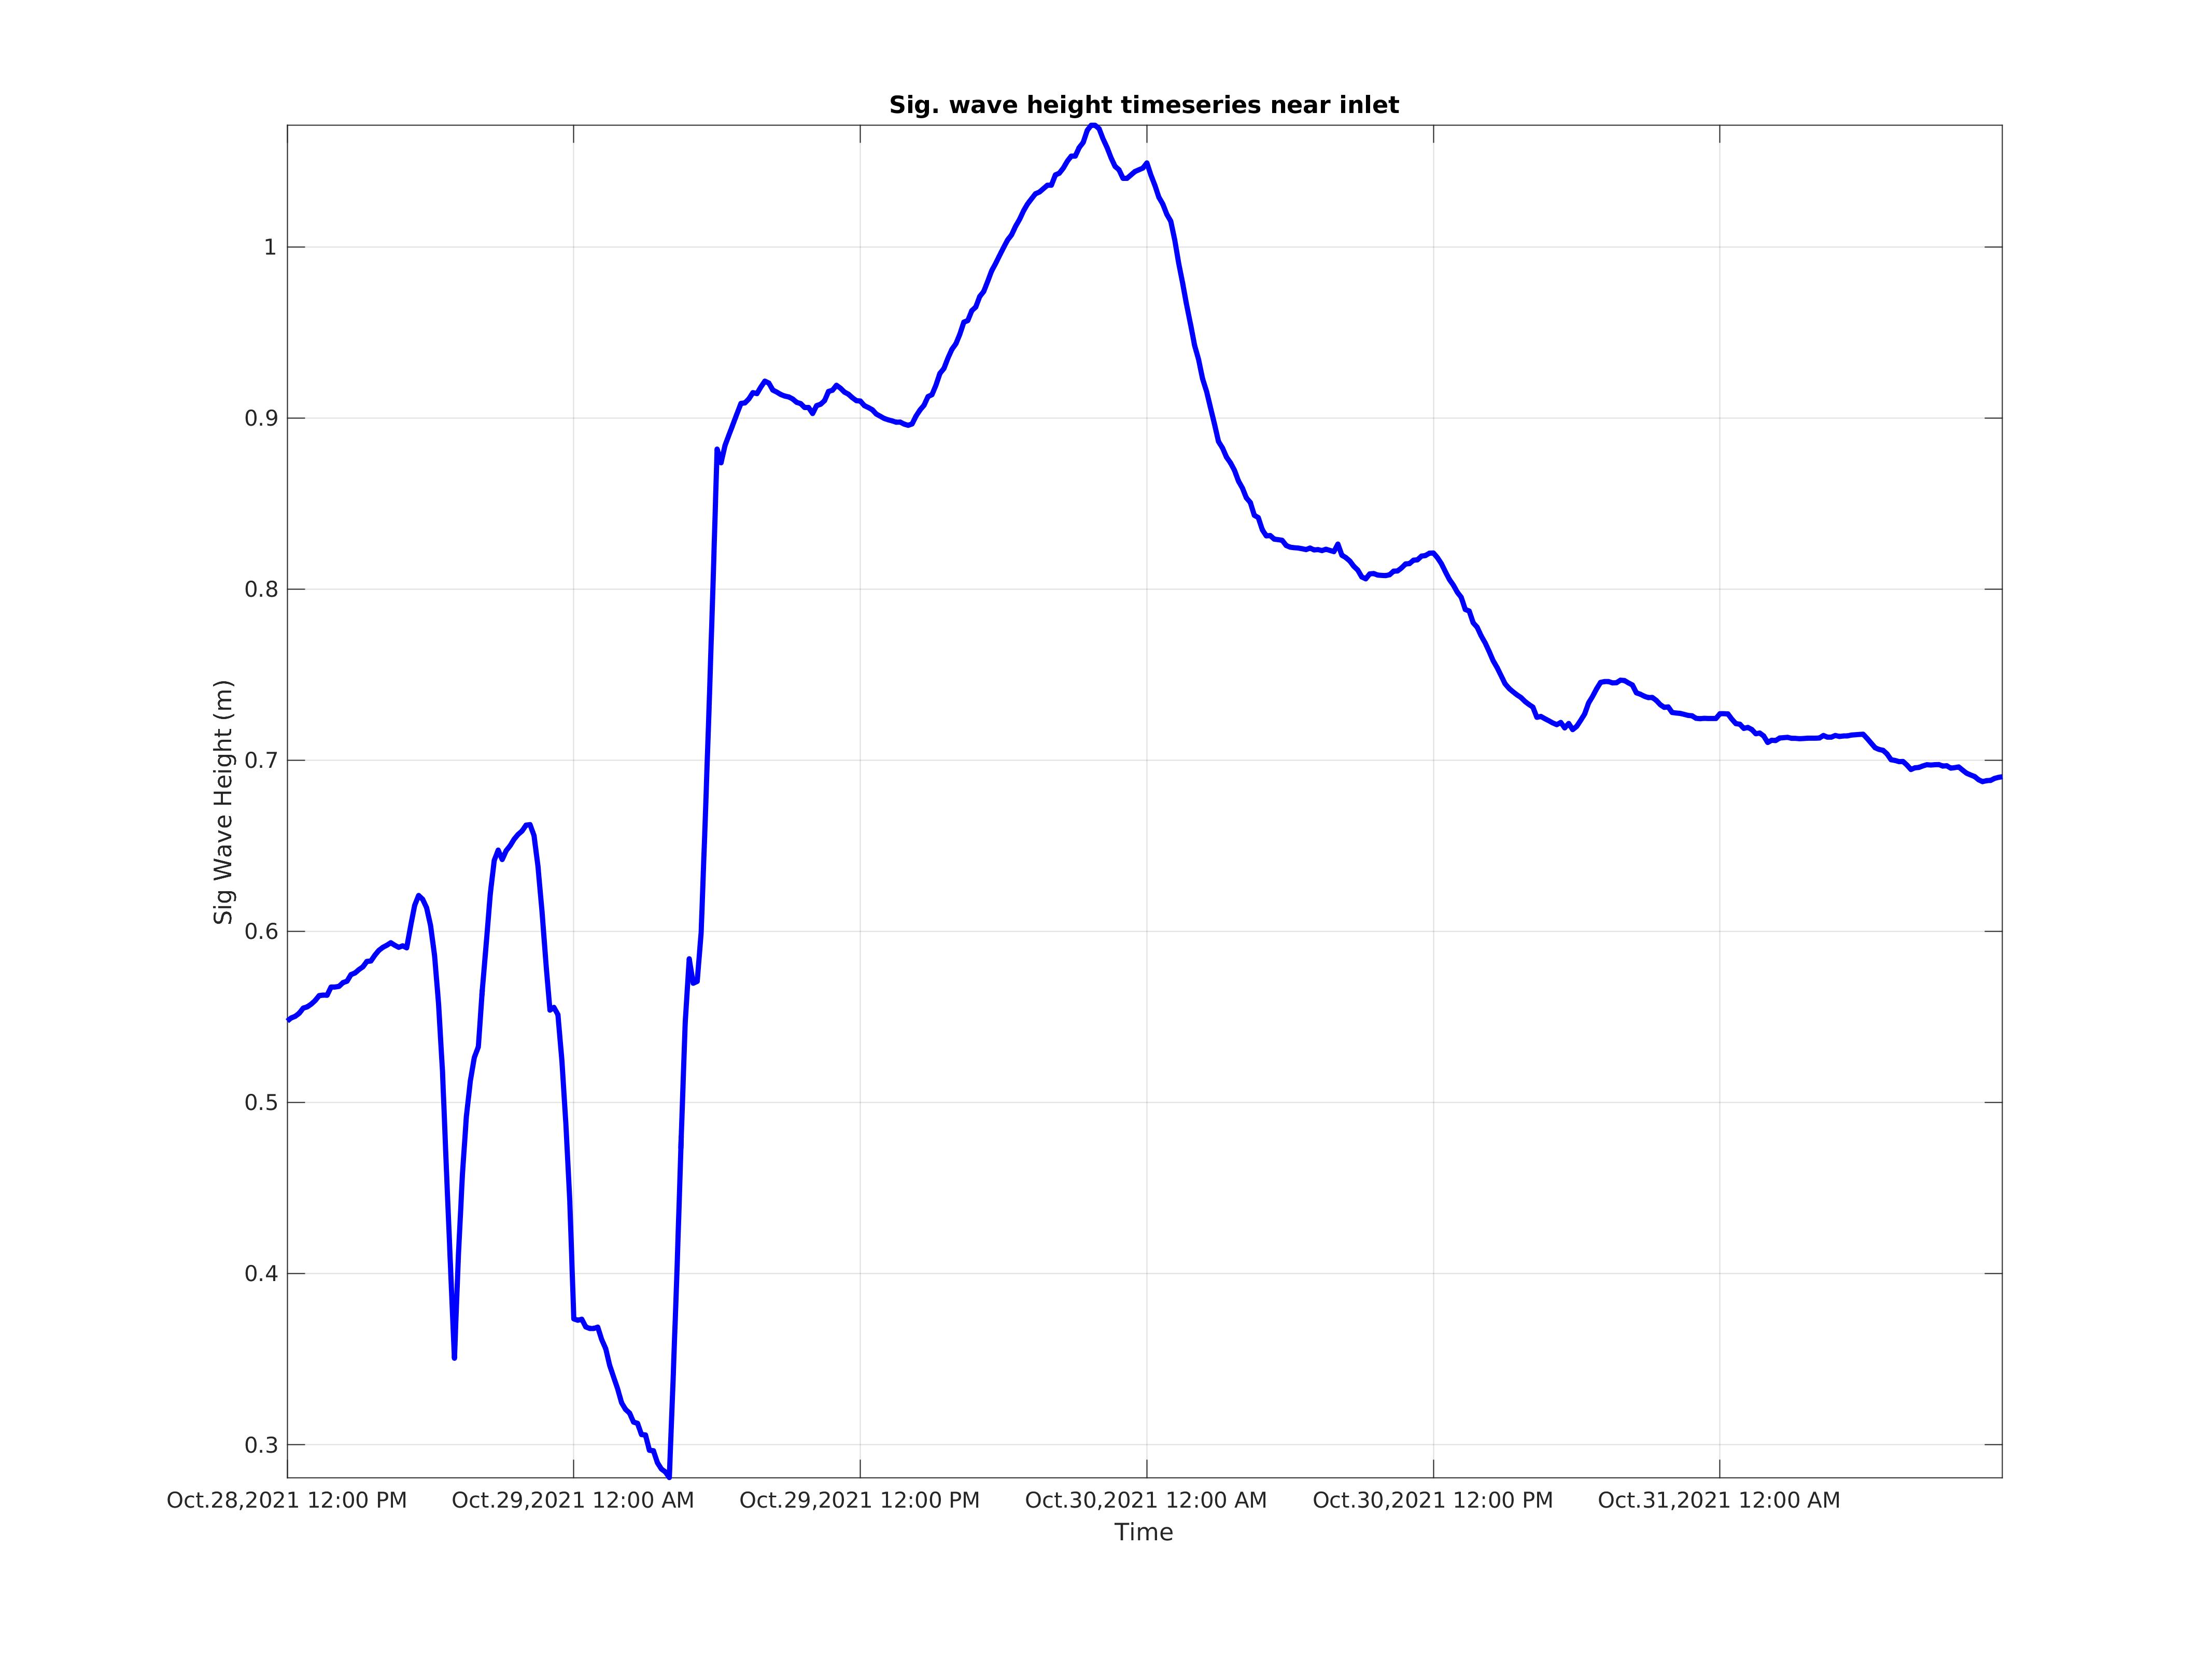 Sig. wave height timeseries near inlet
1
0.9
0.8
0.7
0.6
0.5
0.4
0.3
Sig Wave Height (m)
Oct.28,2021 12:00 PM Oct.29,2021 12:00 AM Oct.29,2021 12:00 PM Oct.30,2021 12:00 AM Oct.30,2021 12:00 PM Oct.31,2021 12:00 AM
Time